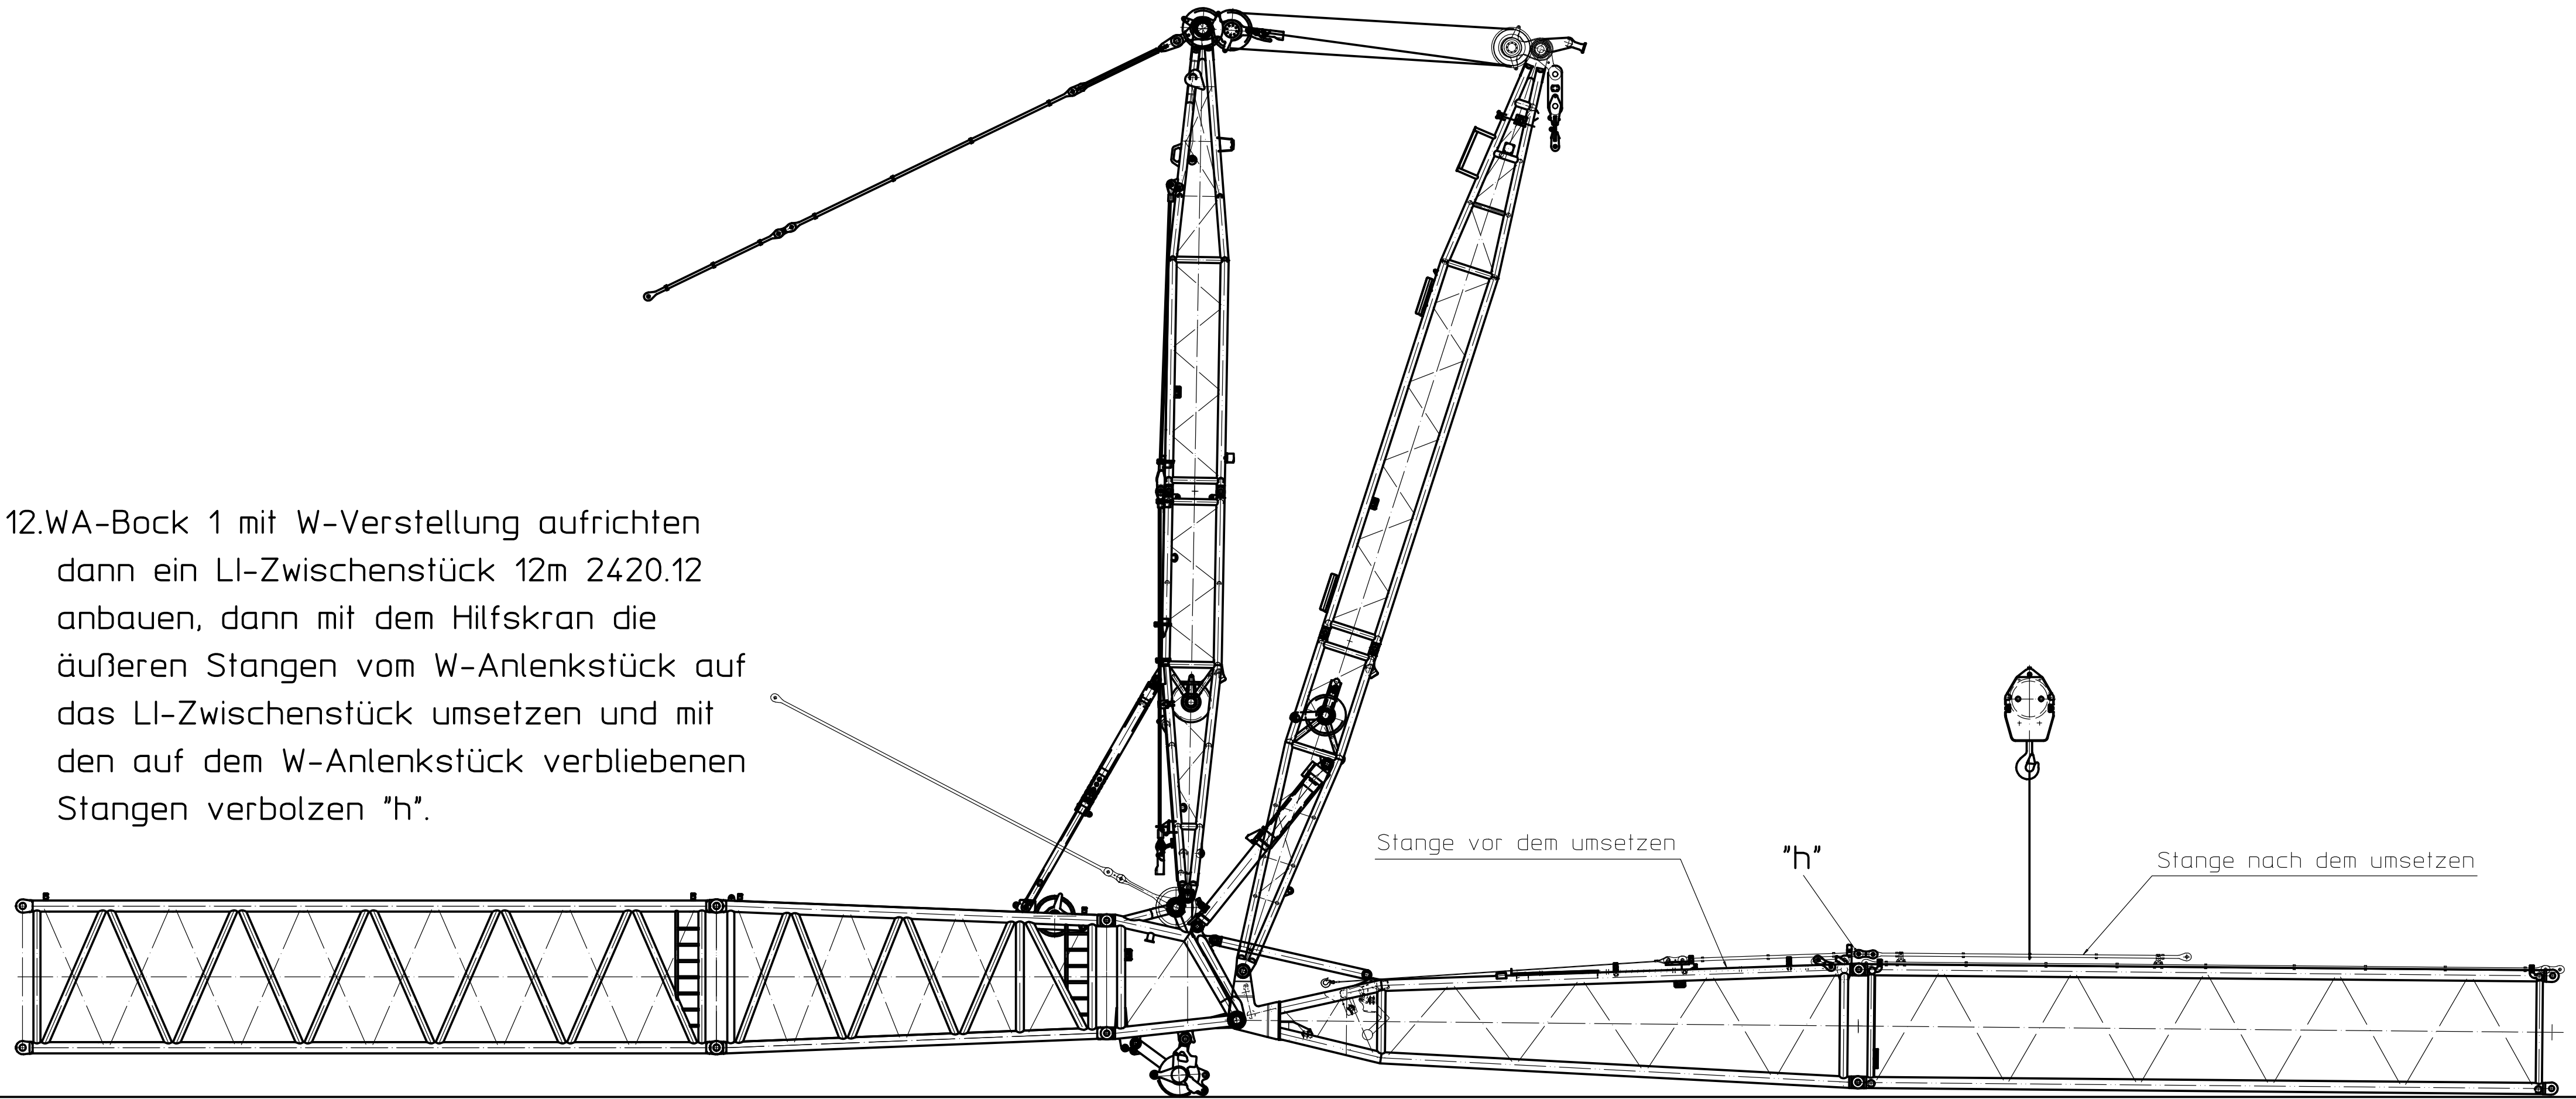 12.WA-Bock 1 mit W-Verstellung aufrichten
dann ein LI-Zwischenstück 12m 2420.12
anbauen, dann mit dem Hilfskran die
äußeren Stangen vom W-Anlenkstück auf
das LI-Zwischenstück umsetzen und mit
den auf dem W-Anlenkstück verbliebenen
Stangen verbolzen "h".
Stange vor dem umsetzen
"h"
Stange nach dem umsetzen